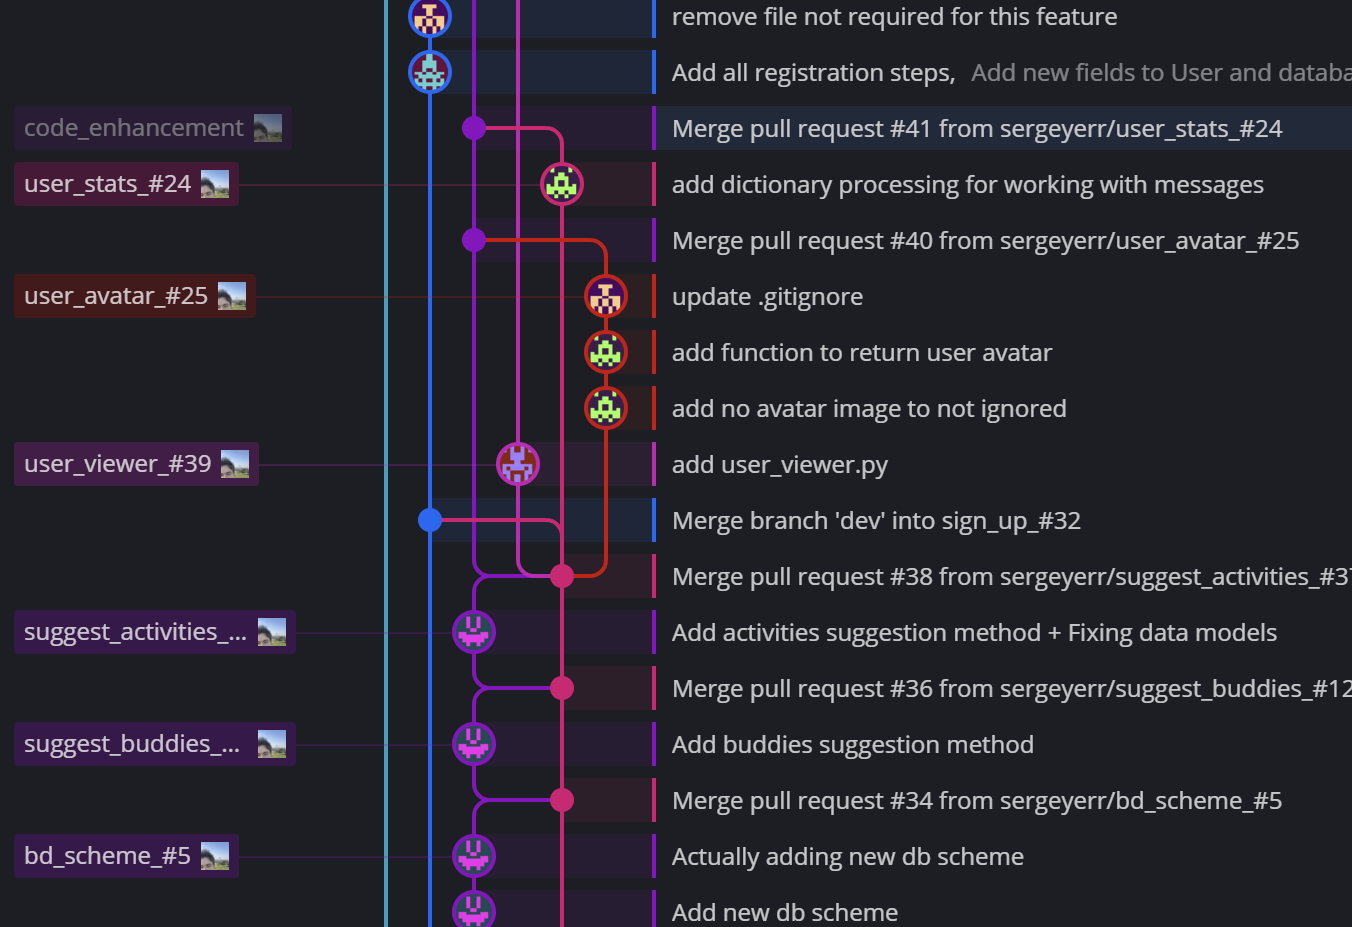 remove file not required for this feature
Add all registration steps, Add new fields to User and databa
code_enhancement Merge pull request #41 from sergeyerr/user_stats_#24
user_stats_#24 add dictionary processing for working with messages
Merge pull request #40 from sergeyerr/user_avatar_#25
user_avatar_#25 update .gitignore
add function to return user avatar
add no avatar image to not ignored
user_viewer_#39 add user_viewer.py
Merge branch 'dev' into sign_up_#32
Merge pull request #38 from sergeyerr/suggest_activities_#37
suggest_activities_... Add activities suggestion method + Fixing data models
Merge pull request #36 from sergeyerr/suggest_buddies_#12
suggest_buddies_... Add buddies suggestion method
Merge pull request #34 from sergeyerr/bd_scheme_#5
bd_scheme_#5 Actually adding new db scheme
Add new db scheme